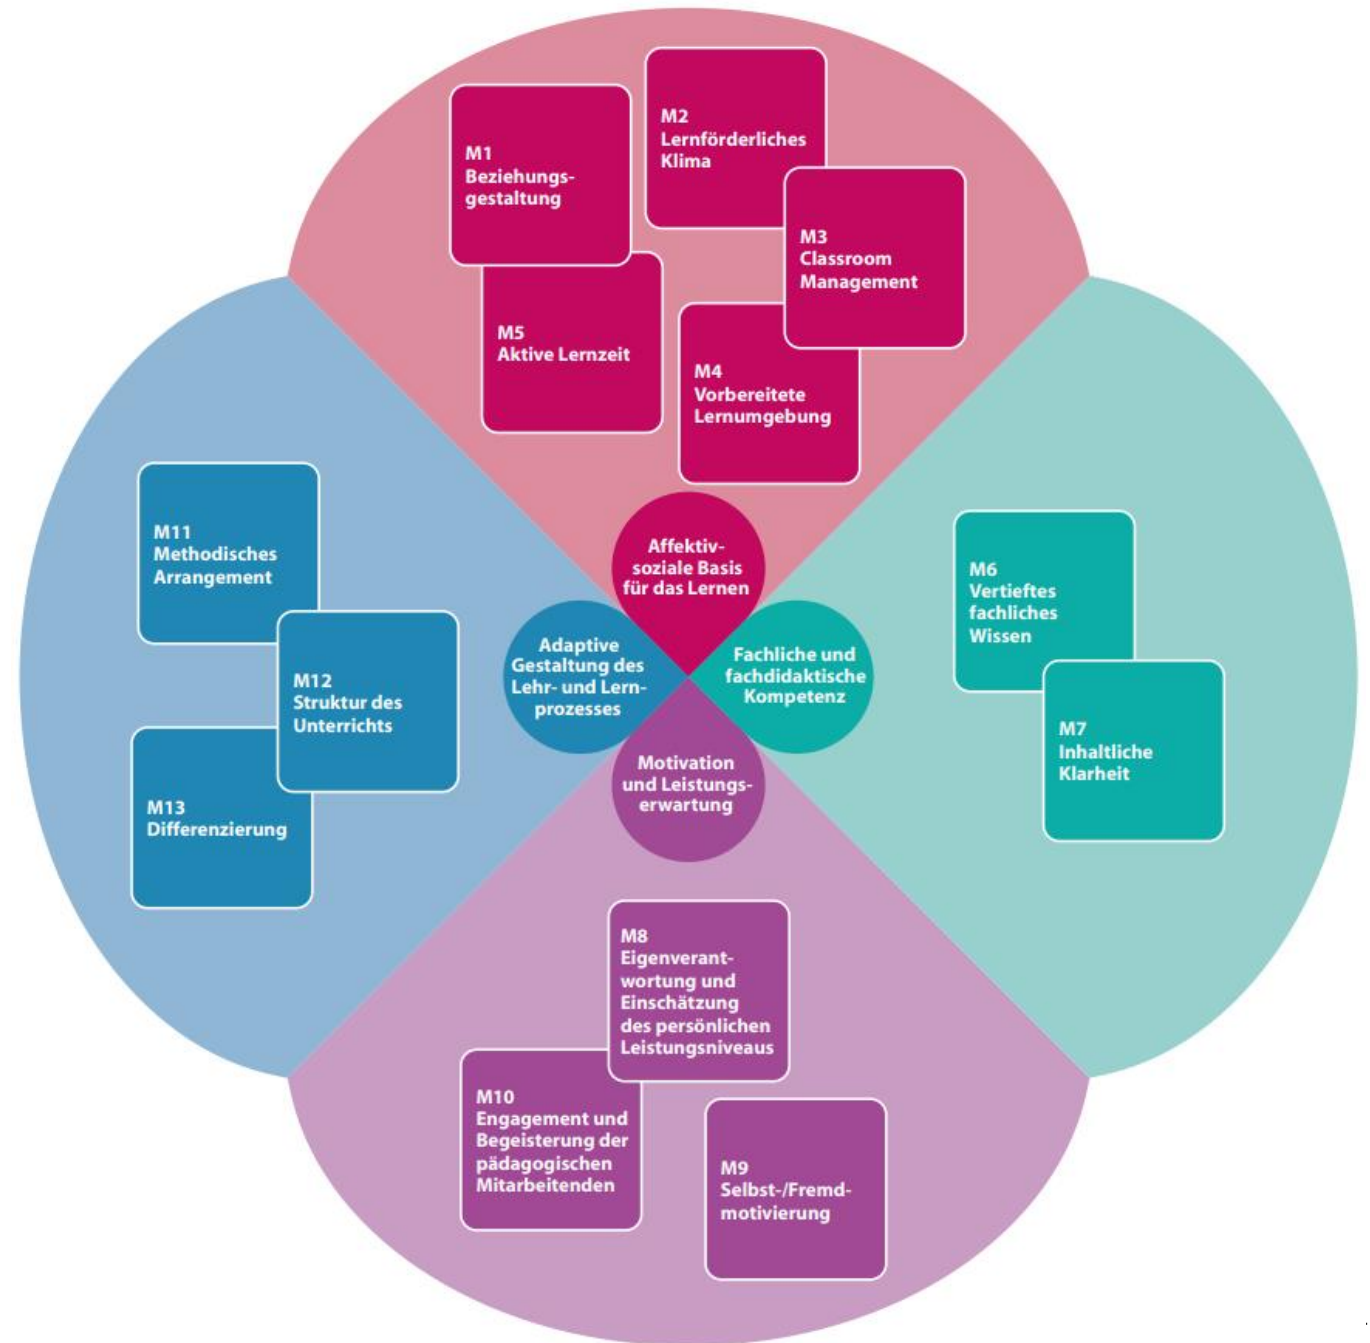 M1
Beziehungs-
gestaltung
M2
Lernförderliches
Klima
M3
Classroom
Management
M5
Aktive Lernzeit
M4
Vorbereitete
Lernumgebung
Affektiv-
soziale Basis
für das Lernen
Adaptive
Gestaltung des
Lehr- und Lern-
prozesses
Fachliche und
fachdidaktische
Kompetenz
Motivation
und Leistungs-
erwartung
M11
Methodisches
Arrangement
M12
Struktur des
Unterrichts
M13
Differenzierung
M6
Vertieftes
fachliches
Wissen
M7
Inhaltliche
Klarheit
M8
Eigenverant-
wortung und
Einschätzung
des persönlichen
Leistungsniveaus
M10
Engagement und
Begeisterung der
pädagogischen
Mitarbeitenden
M9
Selbst-/Fremd-
motivierung